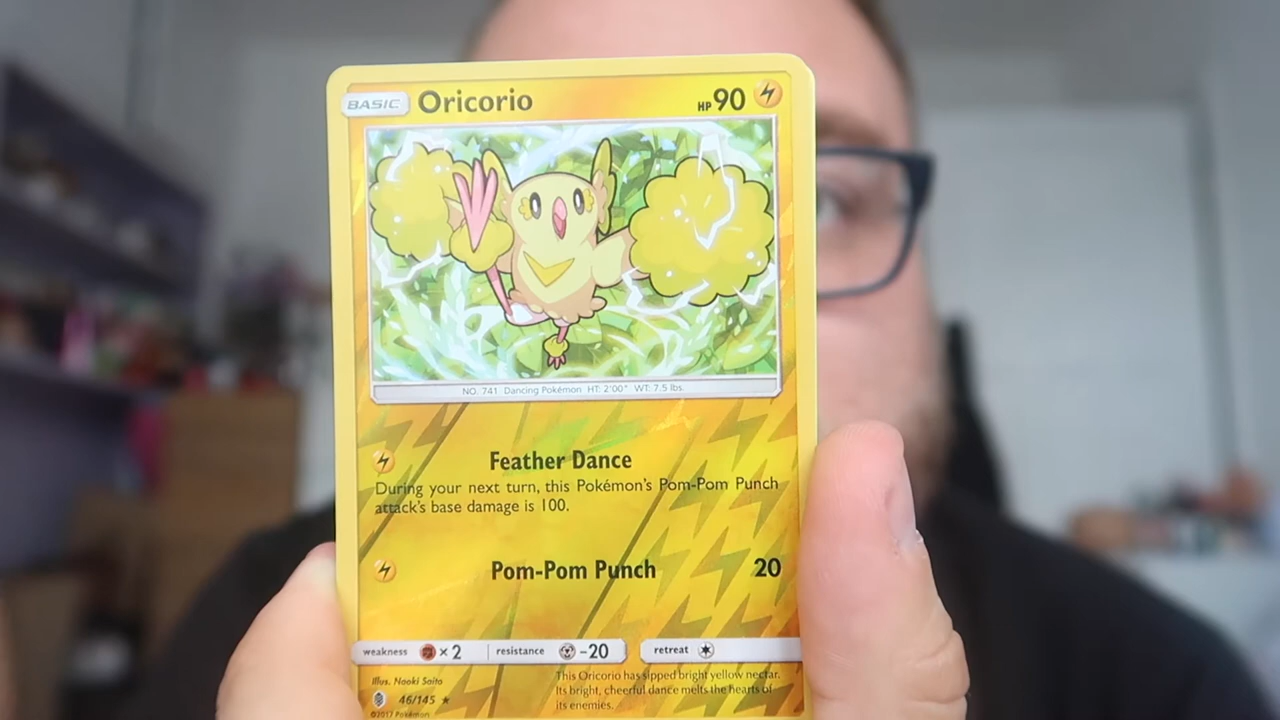 BASIC Oricorio HP 90
NO. 741 Dancing Pokémon HT: 2'00" WT: 7.5 lbs.
Feather Dance
During your next turn, this Pokémon's Pom-Pom Punch
attack's base damage is 100.
Pom-Pom Punch 20
weakness × 2 resistance -20 retreat
Illus. Naoki Saito
46/145 ★
©2017 Pokémon
This Oricorio has sipped bright yellow nectar.
Its bright, cheerful dance melts the hearts of
its enemies.